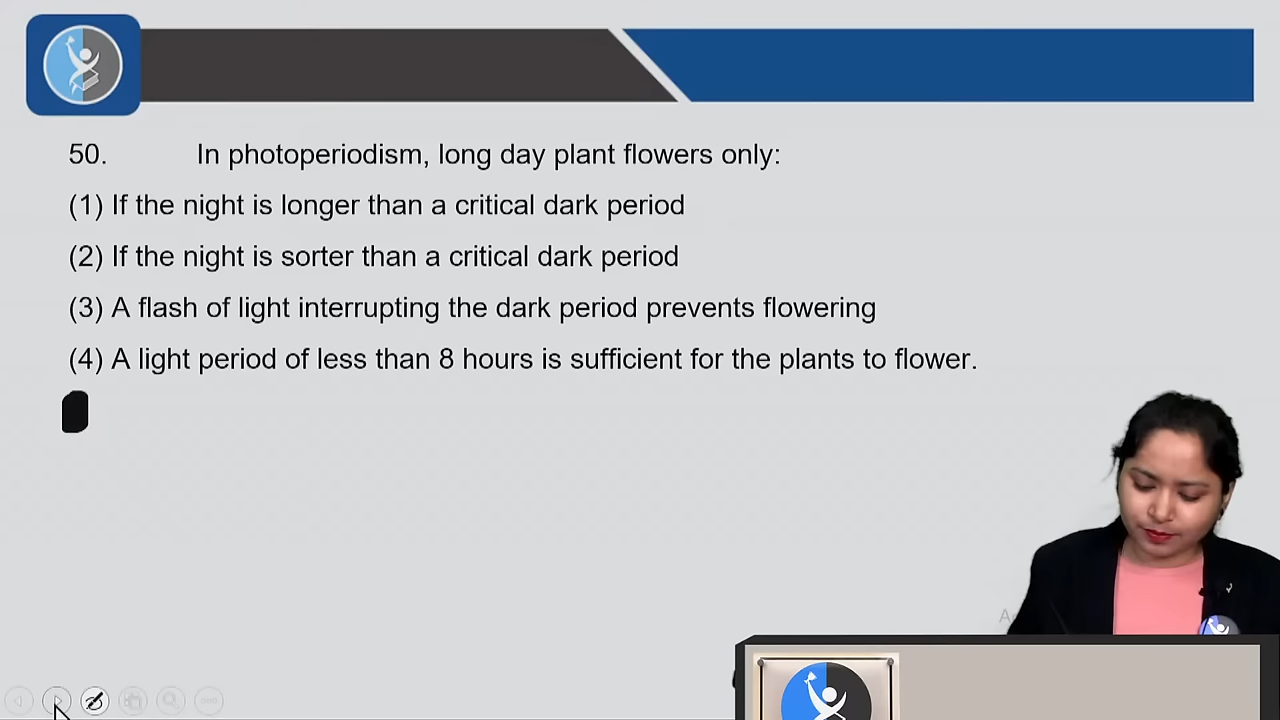 50. In photoperiodism, long day plant flowers only:
(1) If the night is longer than a critical dark period
(2) If the night is sorter than a critical dark period
(3) A flash of light interrupting the dark period prevents flowering
(4) A light period of less than 8 hours is sufficient for the plants to flower.